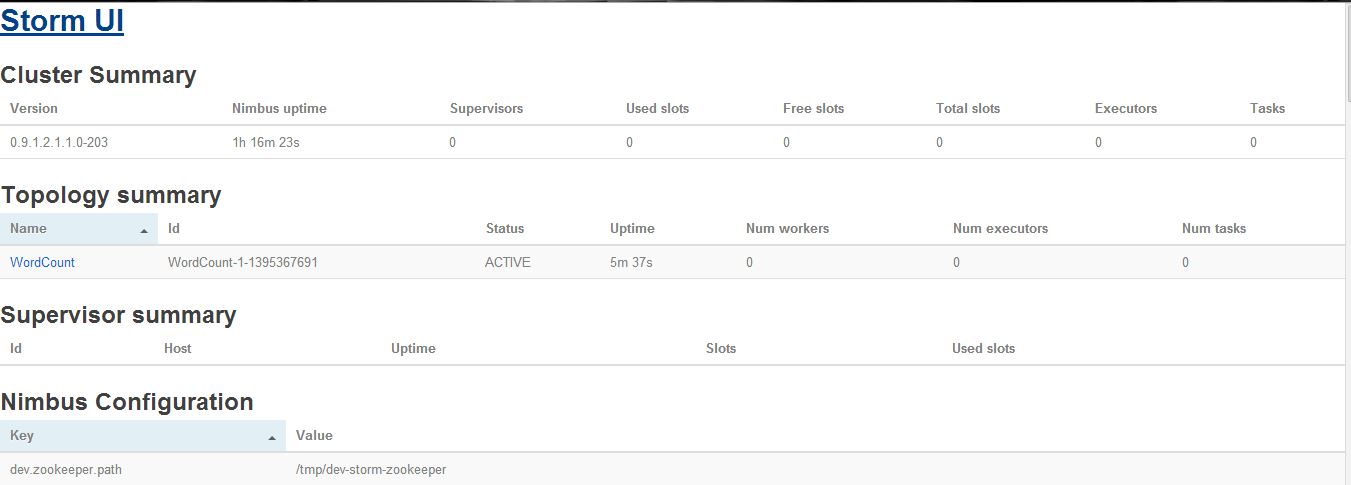 Storm UI
Cluster Summary
Version Nimbus uptime Supervisors Used slots Free slots Total slots Executors Tasks
0.9.1.2.1.1.0-203 1h 16m 23s 0 0 0 0 0 0
Topology summary
Name Id Status Uptime Num workers Num executors Num tasks
WordCount WordCount-1-1395367691 ACTIVE 5m 37s 0 0 0
Supervisor summary
Id Host Uptime Slots Used slots
Nimbus Configuration
Key Value
dev.zookeeper.path /tmp/dev-storm-zookeeper